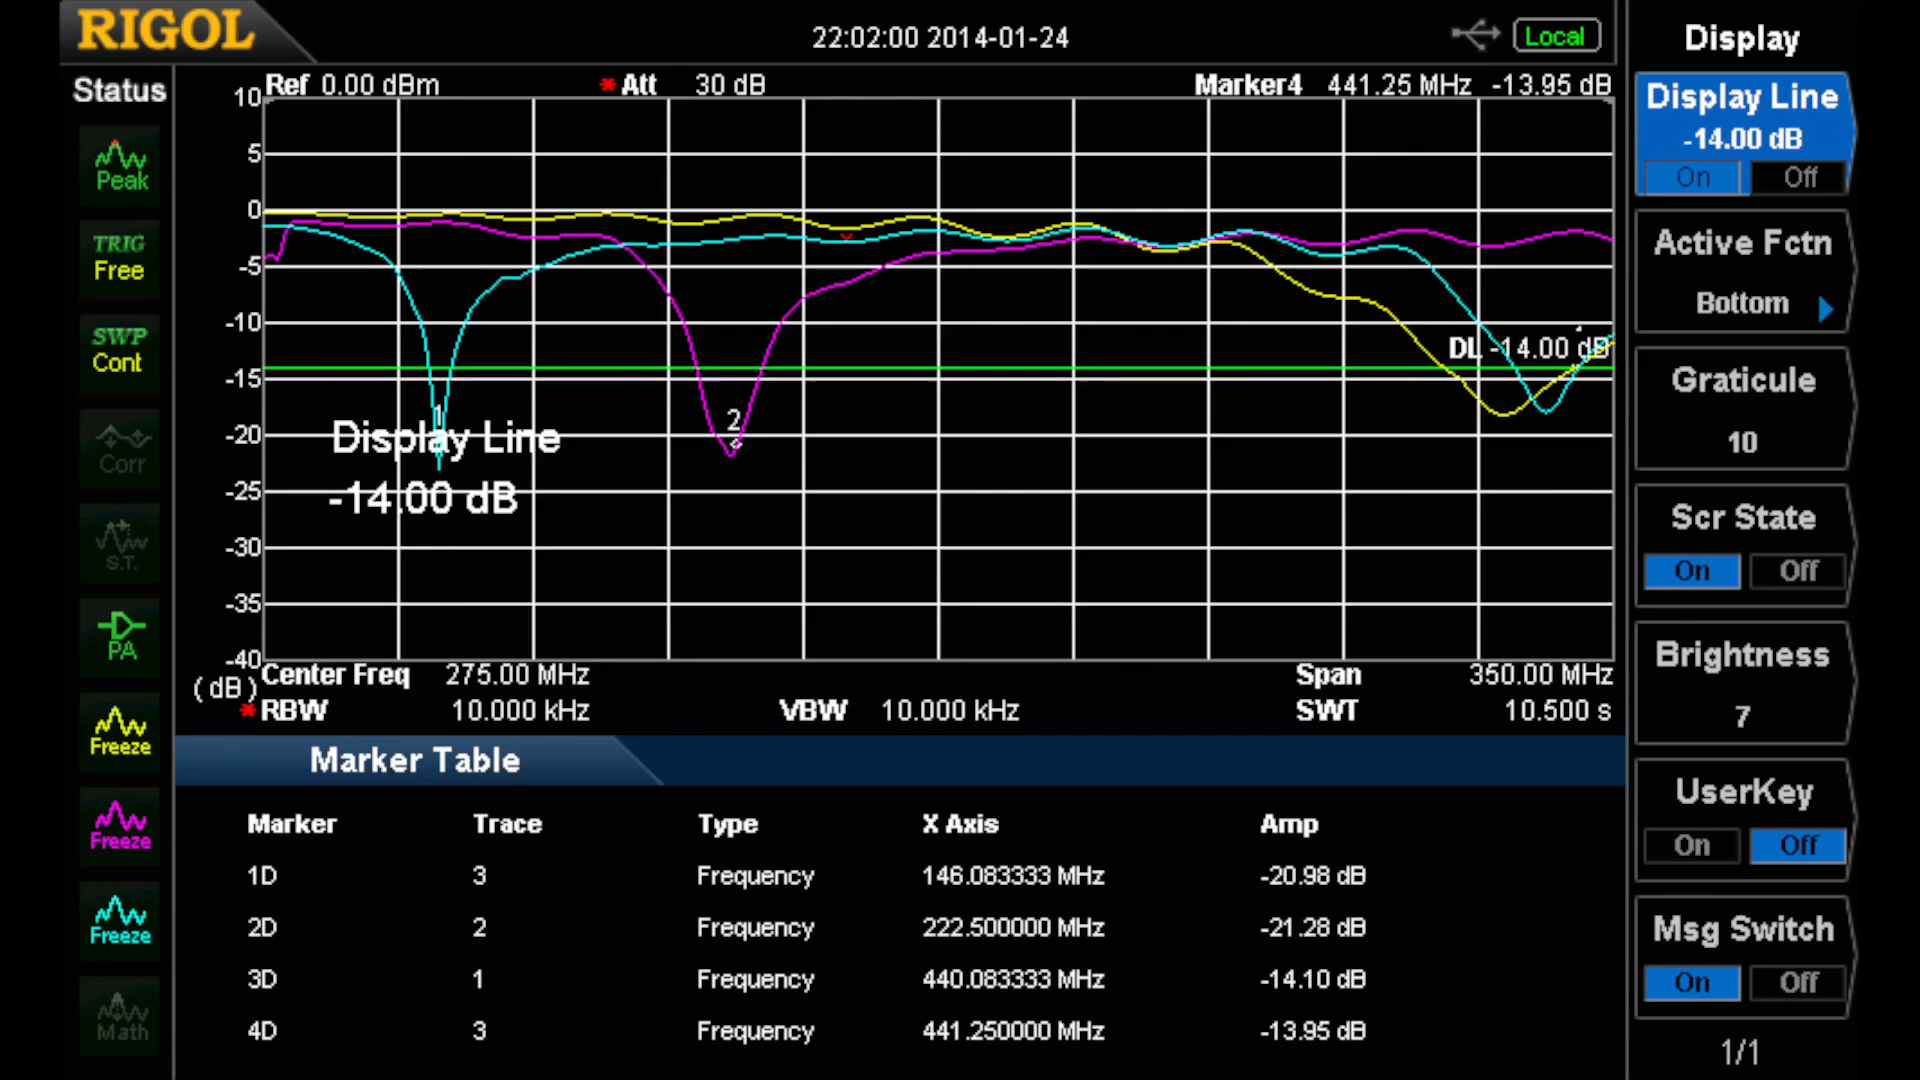 RIGOL
22:02:00 2014-01-24
Local
Status
Peak
TRIG
Free
SWP
Cont
Corr
S.T.
PA
Freeze
Freeze
Freeze
Math
Ref 0.00 dBm * Att 30 dB Marker4 441.25 MHz -13.95 dB
10
5
0
-5
-10
-15
-20
-25
-30
-35
-40
(dB)
DL -14.00 dB
1
2
Display Line
-14.00 dB
Center Freq 275.00 MHz Span 350.00 MHz
* RBW 10.000 kHz VBW 10.000 kHz SWT 10.500 s
Marker Table
Marker Trace Type X Axis Amp
1D 3 Frequency 146.083333 MHz -20.98 dB
2D 2 Frequency 222.500000 MHz -21.28 dB
3D 1 Frequency 440.083333 MHz -14.10 dB
4D 3 Frequency 441.250000 MHz -13.95 dB
Display
Display Line
-14.00 dB
On Off
Active Fctn
Bottom
Graticule
10
Scr State
On Off
Brightness
7
UserKey
On Off
Msg Switch
On Off
1/1